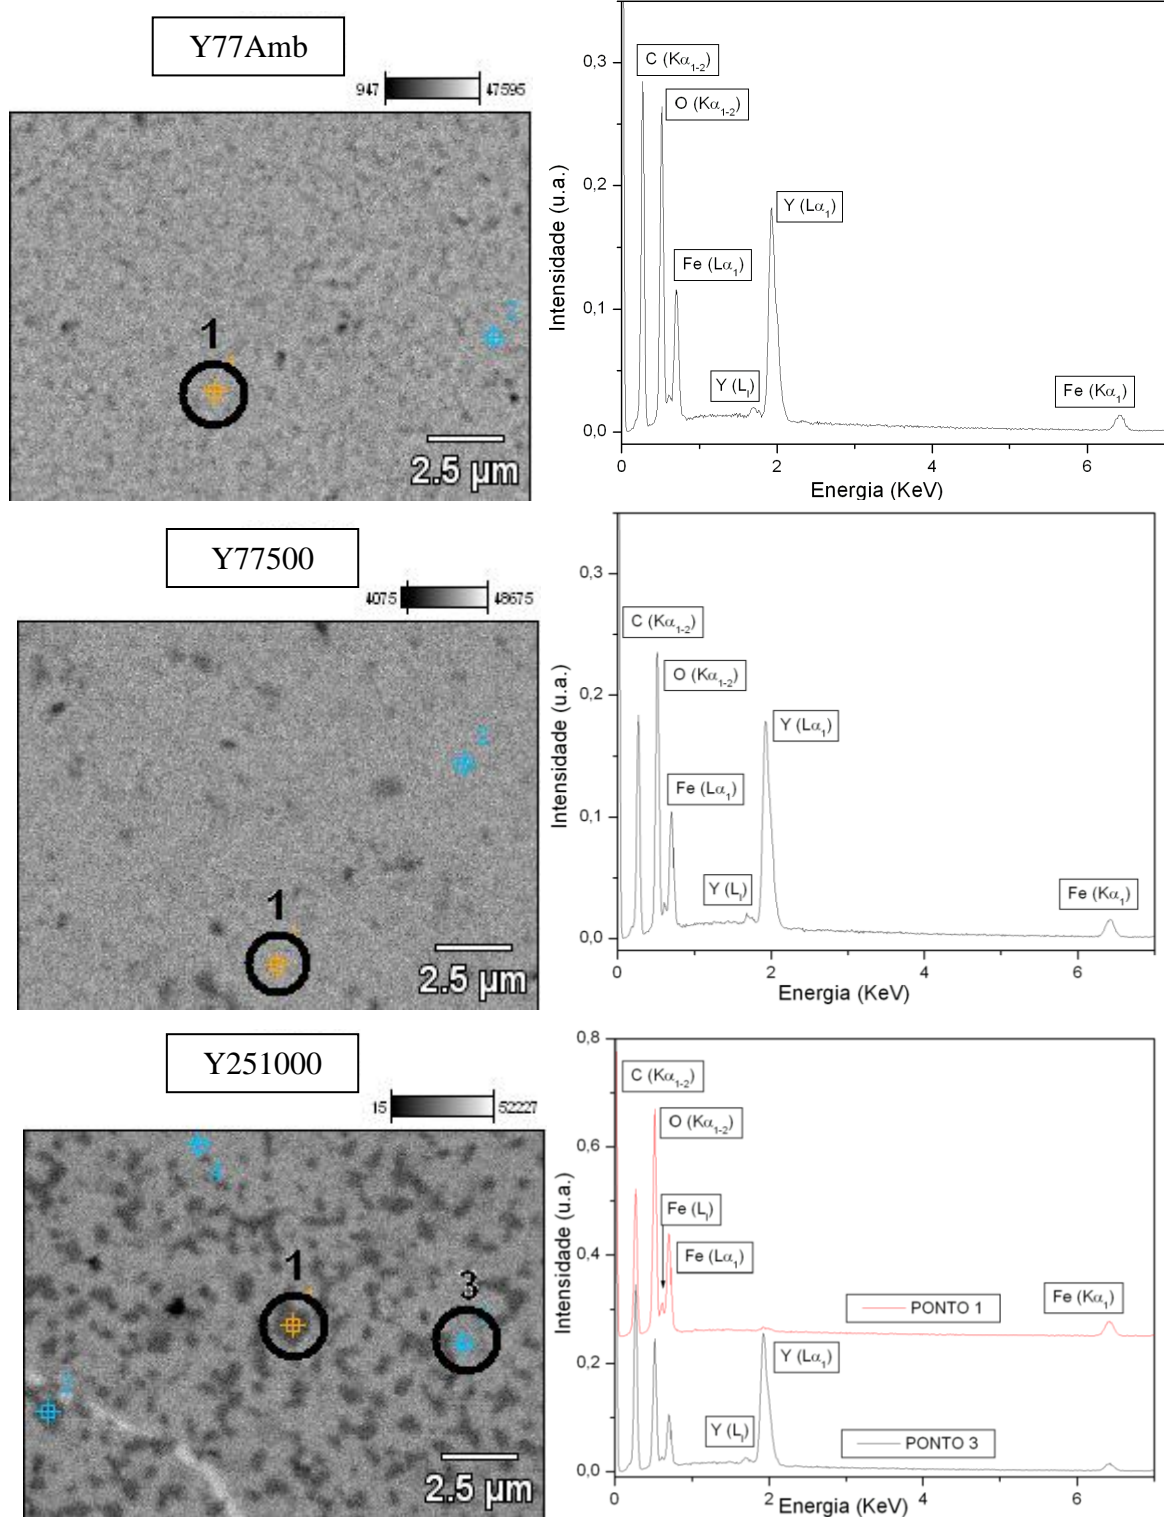 Y77Amb
947 47595
1
2.5 µm
0,3
0,2
0,1
0,0
Intensidade (u.a.)
C (Kα1-2)
O (Kα1-2)
Y (Lα1)
Fe (Lα1)
Y (Ll)
Fe (Kα1)
0 2 4 6
Energia (KeV)
Y77500
4075 48675
1
2.5 µm
0,3
0,2
0,1
0,0
Intensidade (u.a.)
C (Kα1-2)
O (Kα1-2)
Y (Lα1)
Fe (Lα1)
Y (Ll)
Fe (Kα1)
0 2 4 6
Energia (KeV)
Y251000
15 52227
4
1
3
2.5 µm
0,8
0,6
0,4
0,2
0,0
Intensidade (u.a.)
C (Kα1-2)
O (Kα1-2)
Fe (Ll)
Fe (Lα1)
Fe (Kα1)
PONTO 1
Y (Lα1)
Y (Ll)
PONTO 3
0 2 4 6
Energia (KeV)